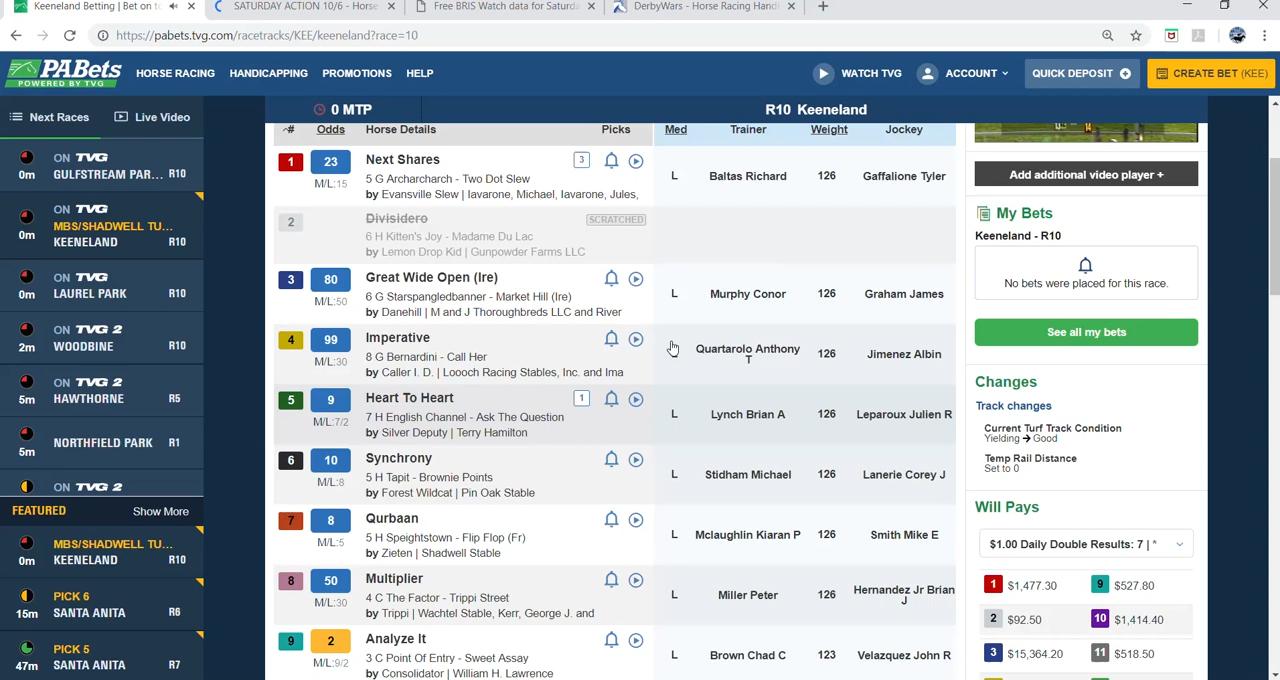 Keeneland Betting | Bet on to
SATURDAY ACTION 10/6 - Horse
Free BRIS Watch data for Saturda
DerbyWars - Horse Racing Handi
https://pabets.tvg.com/racetracks/KEE/keeneland?race=10
PABets
POWERED BY TVG
HORSE RACING
HANDICAPPING
PROMOTIONS
HELP
WATCH TVG
ACCOUNT
QUICK DEPOSIT
CREATE BET (KEE)
Next Races
Live Video
0m
ON TVG
GULFSTREAM PAR... R10
0m
ON TVG
MBS/SHADWELL TU...
KEENELAND R10
0m
ON TVG
LAUREL PARK R10
2m
ON TVG 2
WOODBINE R10
5m
ON TVG 2
HAWTHORNE R5
5m
NORTHFIELD PARK R1
ON TVG 2
FEATURED Show More
0m
MBS/SHADWELL TU...
KEENELAND R10
15m
PICK 6
SANTA ANITA R6
47m
PICK 5
SANTA ANITA R7
0 MTP
R10 Keeneland
# Odds Horse Details Picks Med Trainer Weight Jockey
1 23 Next Shares 3
M/L:15 5 G Archarcharch - Two Dot Slew L Baltas Richard 126 Gaffalione Tyler
by Evansville Slew | Iavarone, Michael, Iavarone, Jules,
2 Divisidero SCRATCHED
6 H Kitten's Joy - Madame Du Lac
by Lemon Drop Kid | Gunpowder Farms LLC
3 80 Great Wide Open (Ire)
M/L:50 6 G Starspangledbanner - Market Hill (Ire) L Murphy Conor 126 Graham James
by Danehill | M and J Thoroughbreds LLC and River
4 99 Imperative
M/L:30 8 G Bernardini - Call Her L Quartarolo Anthony T 126 Jimenez Albin
by Caller I. D. | Loooch Racing Stables, Inc. and Ima
5 9 Heart To Heart 1
M/L:7/2 7 H English Channel - Ask The Question L Lynch Brian A 126 Leparoux Julien R
by Silver Deputy | Terry Hamilton
6 10 Synchrony
M/L:8 5 H Tapit - Brownie Points L Stidham Michael 126 Lanerie Corey J
by Forest Wildcat | Pin Oak Stable
7 8 Qurbaan
M/L:5 5 H Speightstown - Flip Flop (Fr) L Mclaughlin Kiaran P 126 Smith Mike E
by Zieten | Shadwell Stable
8 50 Multiplier
M/L:30 4 C The Factor - Trippi Street L Miller Peter 126 Hernandez Jr Brian J
by Trippi | Wachtel Stable, Kerr, George J. and
9 2 Analyze It
M/L:9/2 3 C Point Of Entry - Sweet Assay L Brown Chad C 123 Velazquez John R
by Consolidator | William H. Lawrence
Add additional video player +
My Bets
Keeneland - R10
No bets were placed for this race.
See all my bets
Changes
Track changes
Current Turf Track Condition
Yielding → Good
Temp Rail Distance
Set to 0
Will Pays
$1.00 Daily Double Results: 7 | *
1 $1,477.30 9 $527.80
2 $92.50 10 $1,414.40
3 $15,364.20 11 $518.50